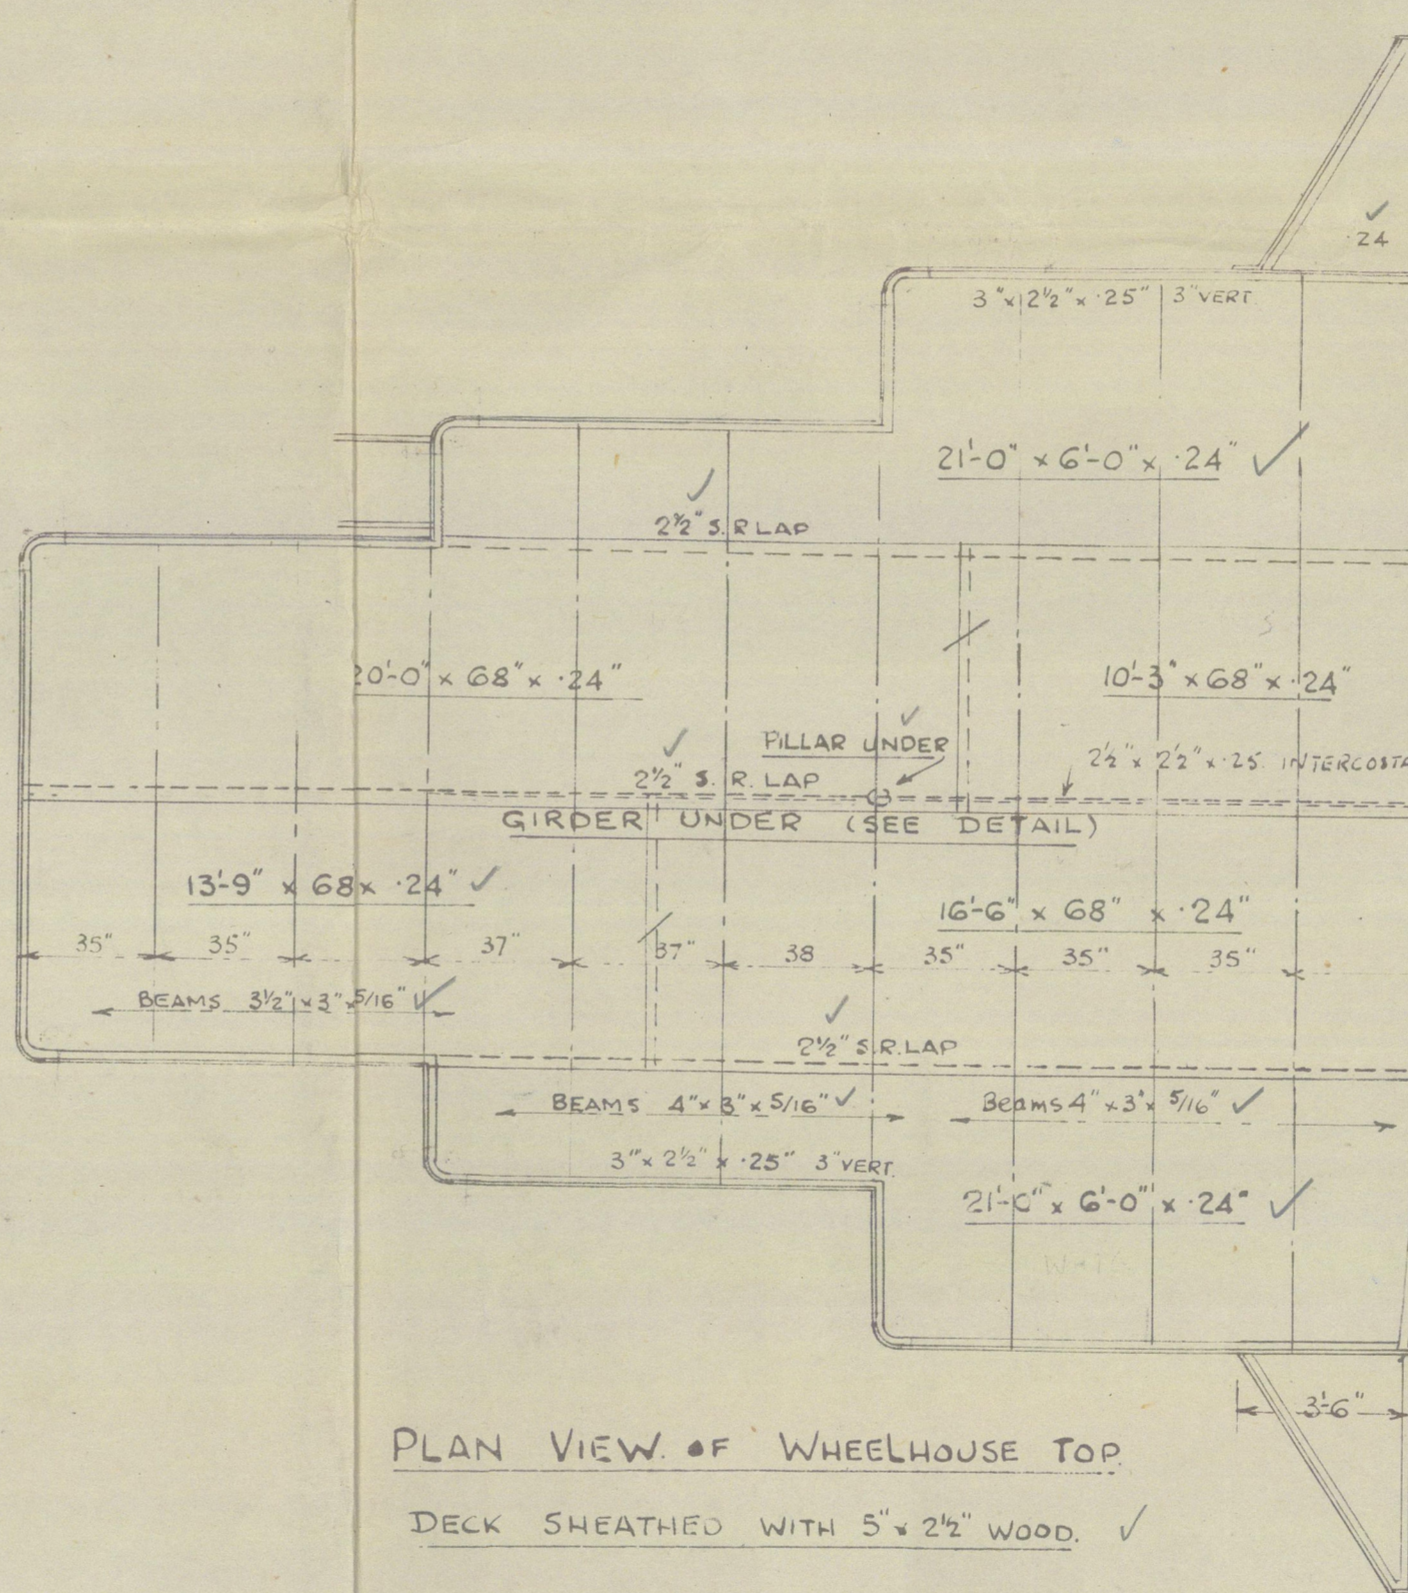 ·24
3" x 2½" x ·25" 3" VERT.
21'-0" x 6'-0" x ·24"
2½" S.R LAP
20'-0" x 68" x ·24"
10'-3" x 68" x ·24"
PILLAR UNDER
2½" x 2½" x ·25
2½" S. R. LAP
GIRDER UNDER (SEE DETAIL)
13'-9" x 68 x ·24"
16'-6" x 68" x ·24"
35" 35" 37" 37" 38 35" 35" 35"
BEAMS 3½" x 3" x 5/16"
2½" S.R. LAP
BEAMS 4" x 3" x 5/16"
Beams 4" x 3" x 5/16"
3" x 2½" x ·25" 3" VERT.
21'-0" x 6'-0" x ·24"
3'-6"
PLAN VIEW. OF WHEELHOUSE TOP.
DECK SHEATHED WITH 5" x 2½" WOOD.